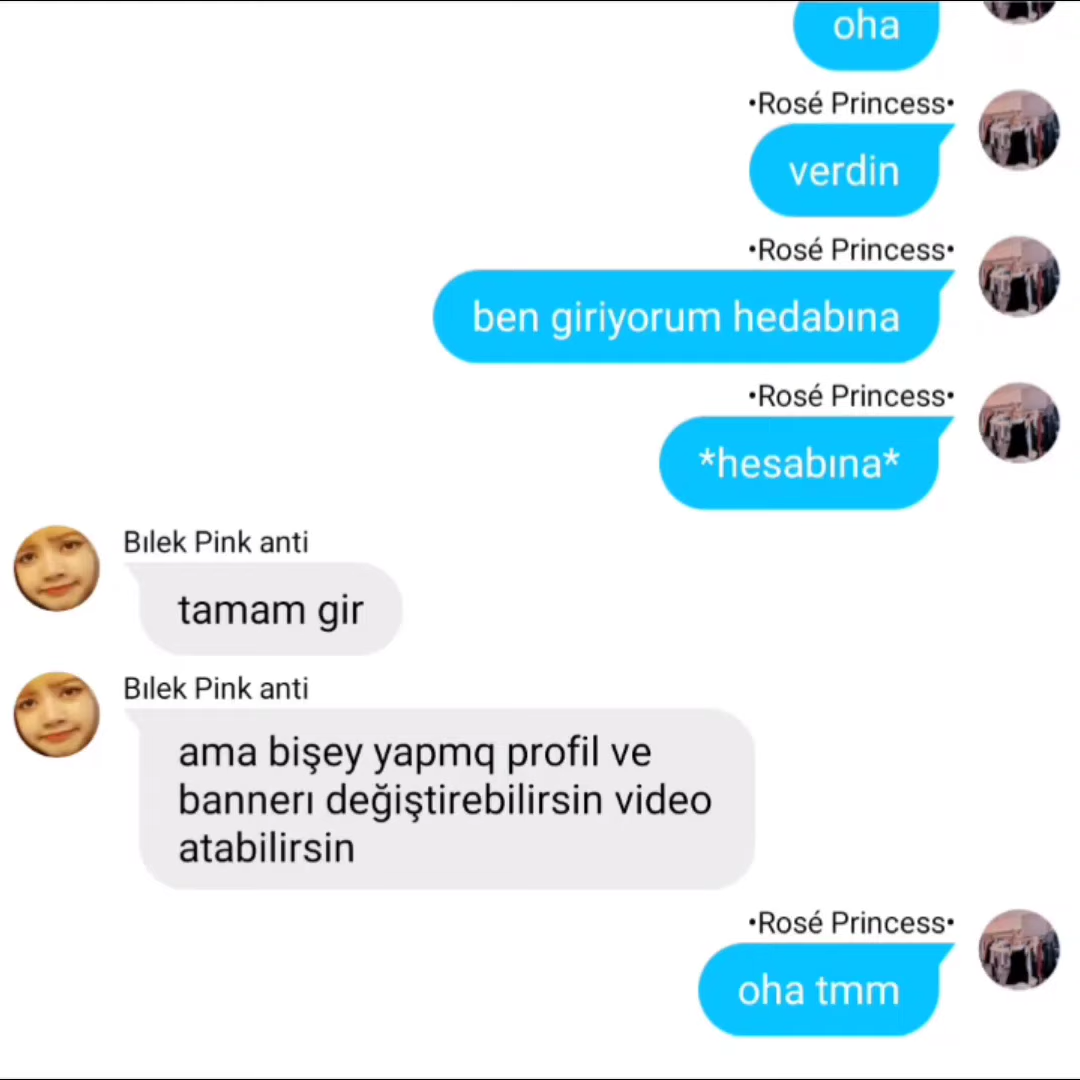 oha
•Rosé Princess•
verdin
•Rosé Princess•
ben giriyorum hedabına
•Rosé Princess•
*hesabına*
Bılek Pink anti
tamam gir
Bılek Pink anti
ama bişey yapmq profil ve
bannerı değiştirebilirsin video
atabilirsin
•Rosé Princess•
oha tmm